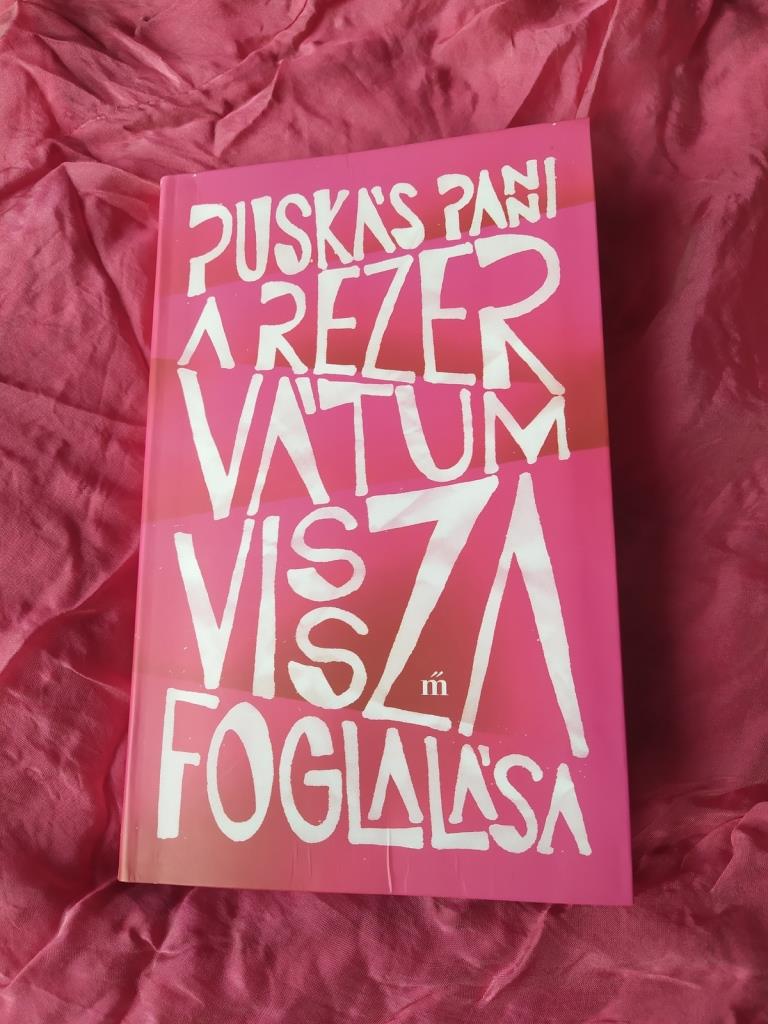 PUSKÁS PANNI
A REZER
VÁTUM
VISSZA
m̋
FOGLALÁSA